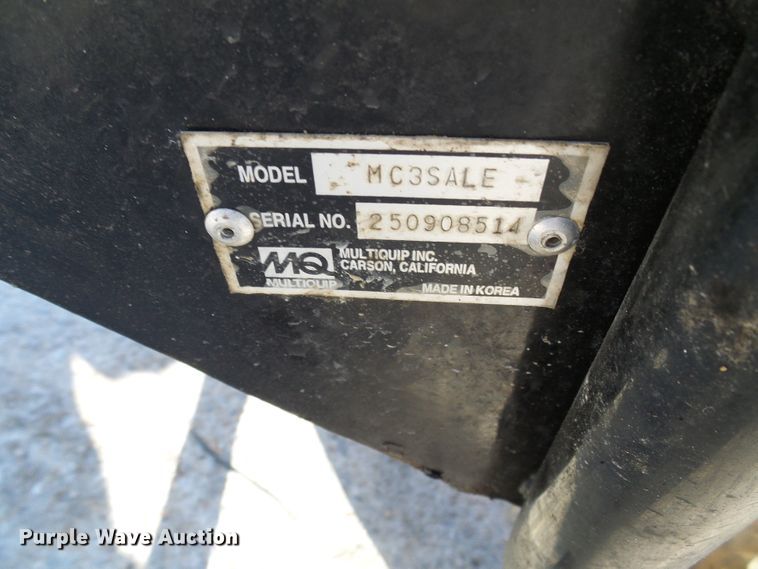 MODEL MC3SALE
SERIAL NO. 250908514
MQ MULTIQUIP INC.
CARSON, CALIFORNIA
MULTIQUIP MADE IN KOREA
Purple Wave Auction